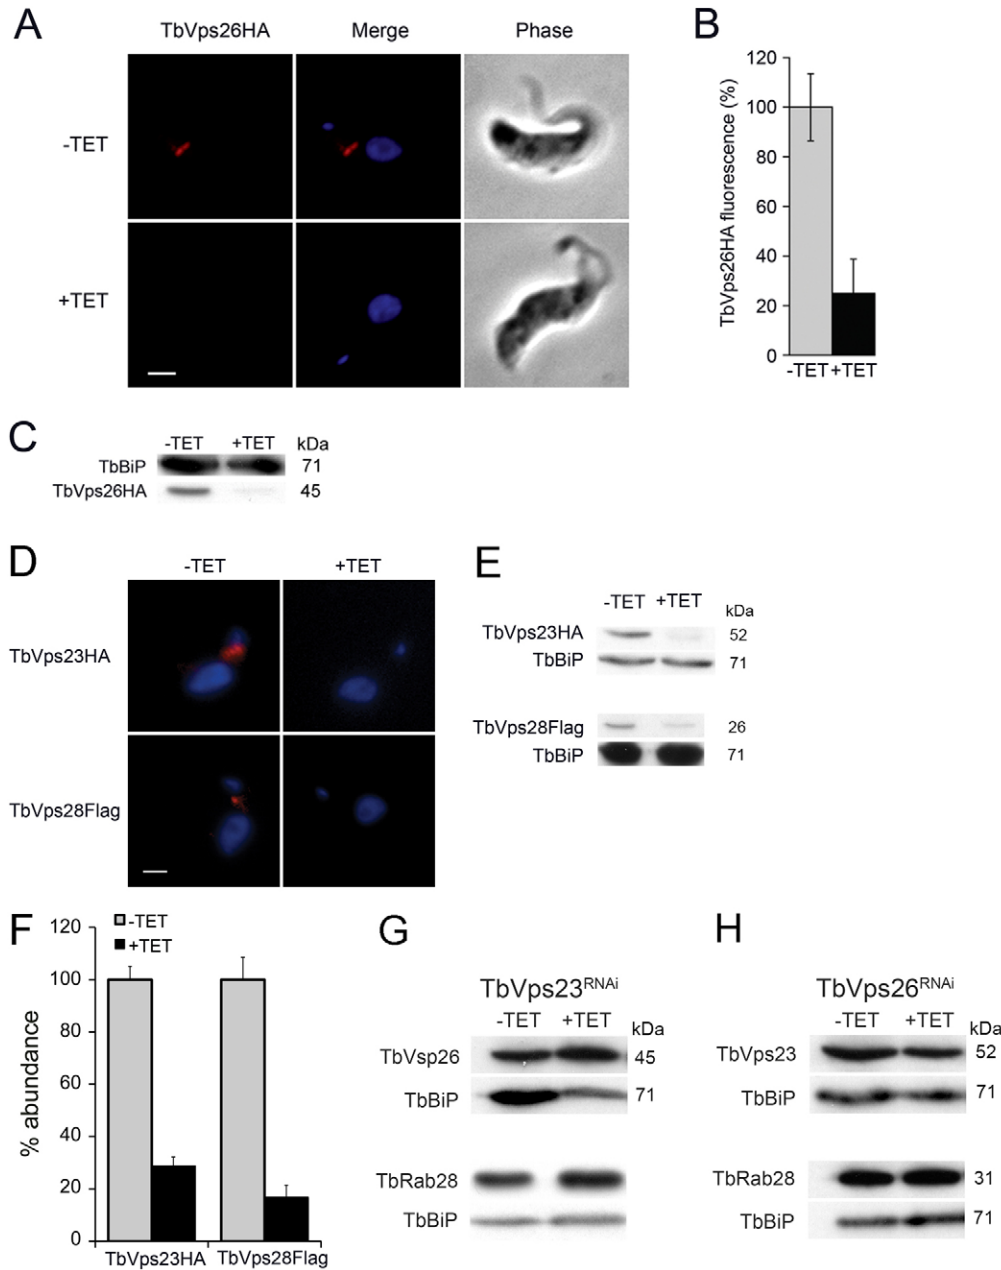 A
TbVps26HA Merge Phase
-TET
+TET
B
TbVps26HA fluorescence (%)
120
100
80
60
40
20
0
-TET +TET
C
-TET +TET kDa
TbBiP 71
TbVps26HA 45
D
-TET +TET
TbVps23HA
TbVps28Flag
E
-TET +TET kDa
TbVps23HA 52
TbBiP 71
TbVps28Flag 26
TbBiP 71
F
-TET
+TET
% abundance
120
100
80
60
40
20
0
TbVps23HA TbVps28Flag
G
TbVps23RNAi
-TET +TET kDa
TbVsp26 45
TbBiP 71
TbRab28
TbBiP
H
TbVps26RNAi
-TET +TET kDa
TbVps23 52
TbBiP 71
TbRab28 31
TbBiP 71